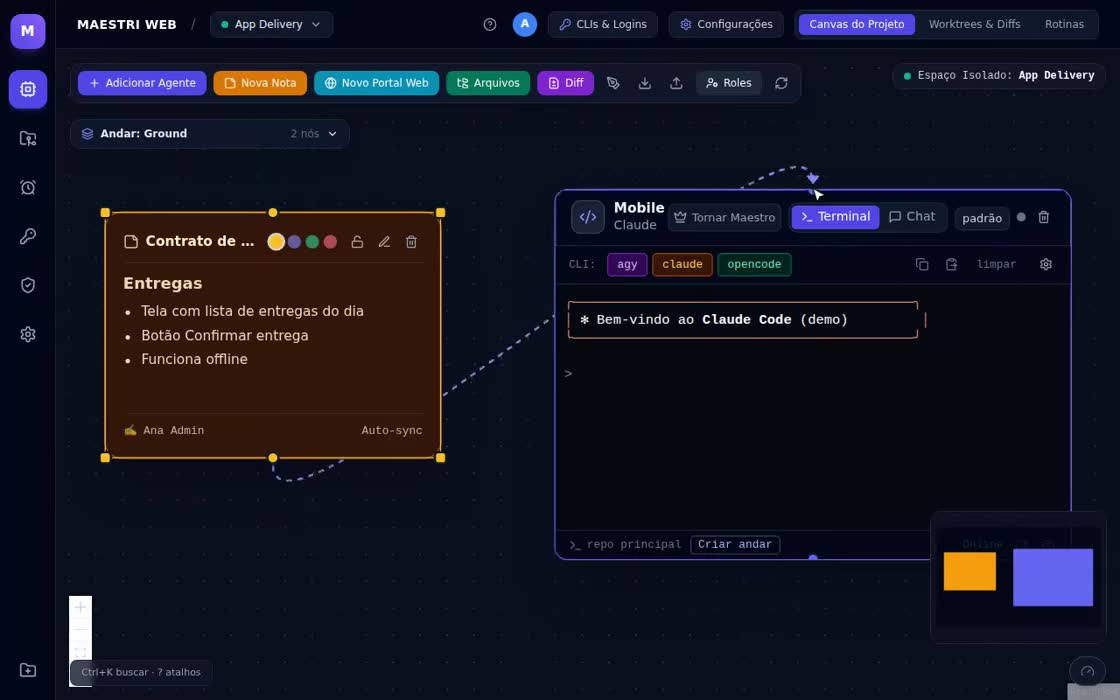 M
MAESTRI WEB / App Delivery
A
CLIs & Logins
Configurações
Canvas do Projeto
Worktrees & Diffs
Rotinas
Adicionar Agente
Nova Nota
Novo Portal Web
Arquivos
Diff
Roles
Espaço Isolado: App Delivery
Andar: Ground
2 nós
Contrato de ...
Entregas
• Tela com lista de entregas do dia
• Botão Confirmar entrega
• Funciona offline
✍ Ana Admin
Auto-sync
Mobile
Claude
Tornar Maestro
Terminal
Chat
padrão
CLI: agy claude opencode
limpar
✻ Bem-vindo ao Claude Code (demo)
>
repo principal
Criar andar
Online
Ctrl+K buscar · ? atalhos